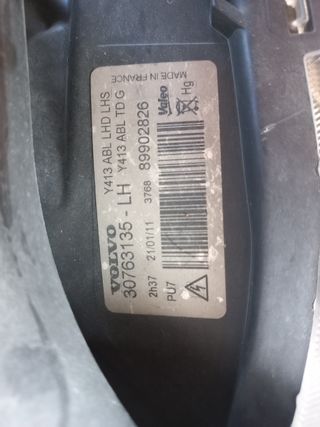 VOLVO
30763135 - LH
2h37 21/01/11 3768
PU7
Y413 ABL LHD LHS
Y413 ABL TD G
89902826
Valeo
MADE IN FRANCE
Hg